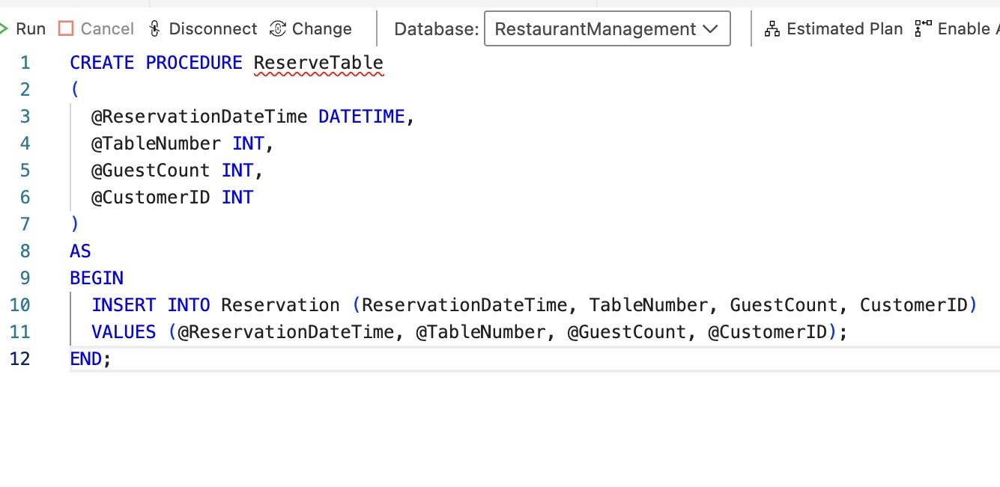 Run Cancel Disconnect Change Database: RestaurantManagement Estimated Plan Enable
1 CREATE PROCEDURE ReserveTable
2 (
3 @ReservationDateTime DATETIME,
4 @TableNumber INT,
5 @GuestCount INT,
6 @CustomerID INT
7 )
8 AS
9 BEGIN
10 INSERT INTO Reservation (ReservationDateTime, TableNumber, GuestCount, CustomerID)
11 VALUES (@ReservationDateTime, @TableNumber, @GuestCount, @CustomerID);
12 END;